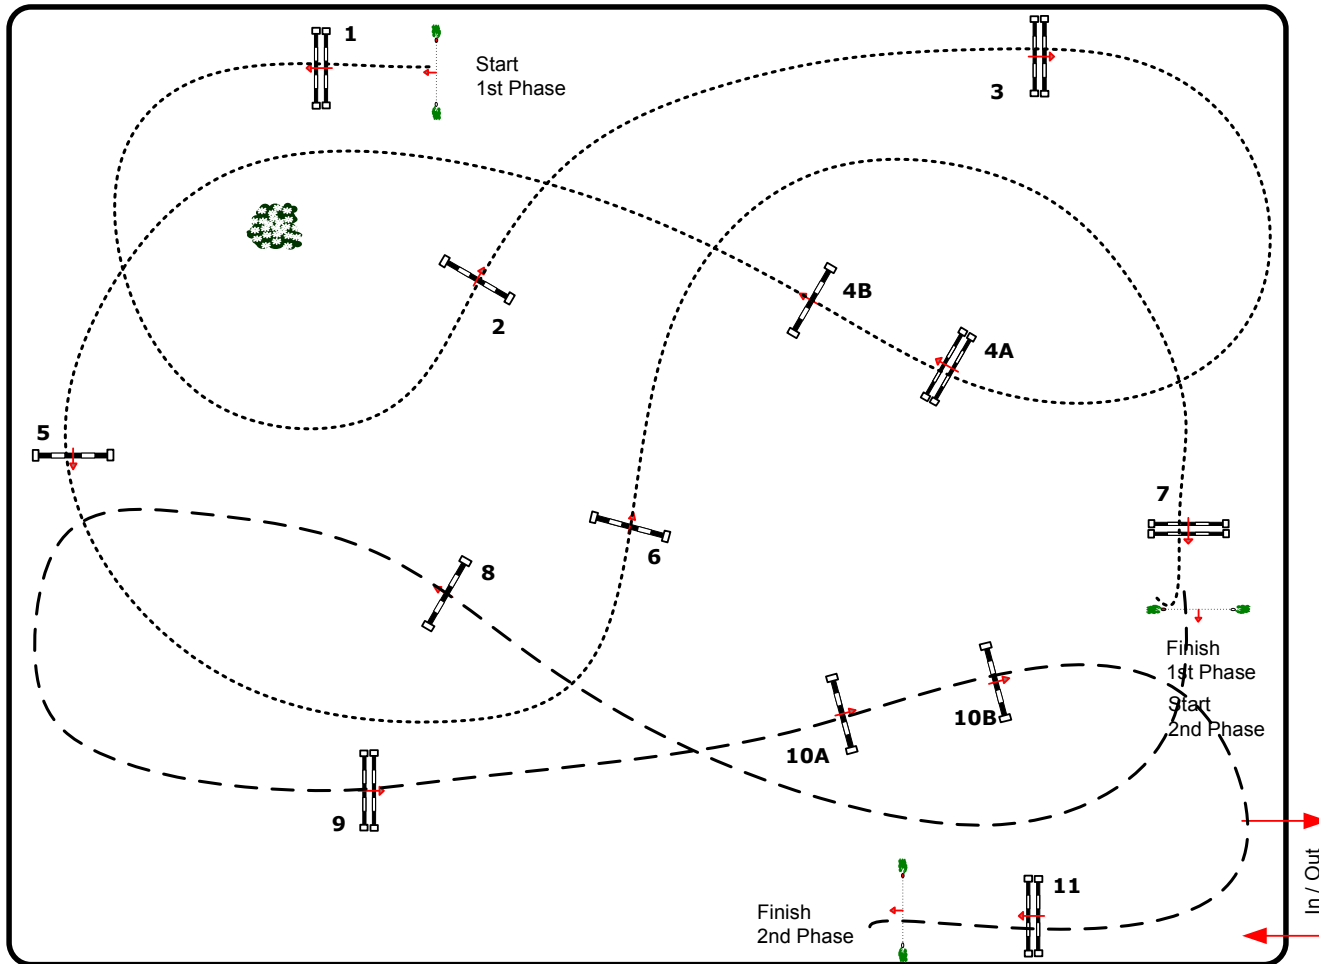 1
Start
1st Phase
3
2
4B
4A
5
7
6
8
Finish
1st Phase
Start
2nd Phase
10B
10A
9
In / Out
11
Finish
2nd Phase